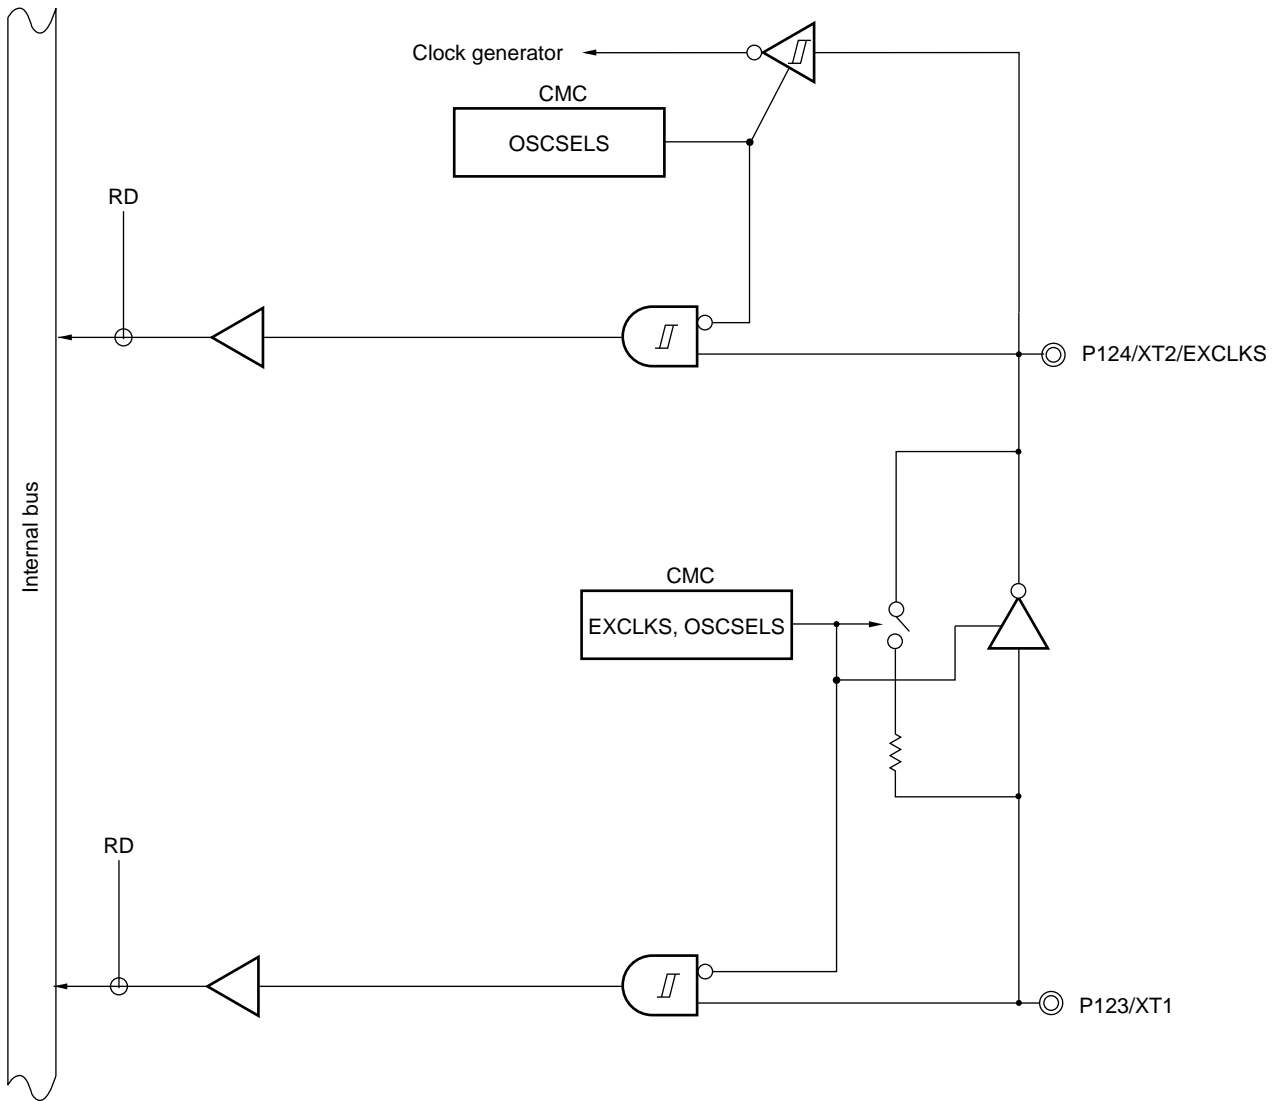 Clock generator
CMC
OSCSELS
RD
P124/XT2/EXCLKS
Internal bus
CMC
EXCLKS, OSCSELS
RD
P123/XT1